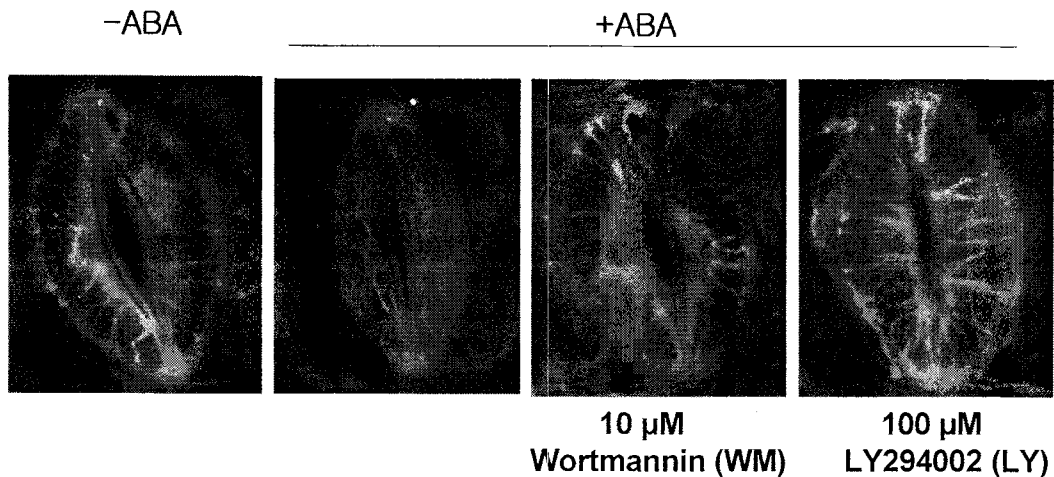 −ABA
+ABA
10 µM
Wortmannin (WM)
100 µM
LY294002 (LY)